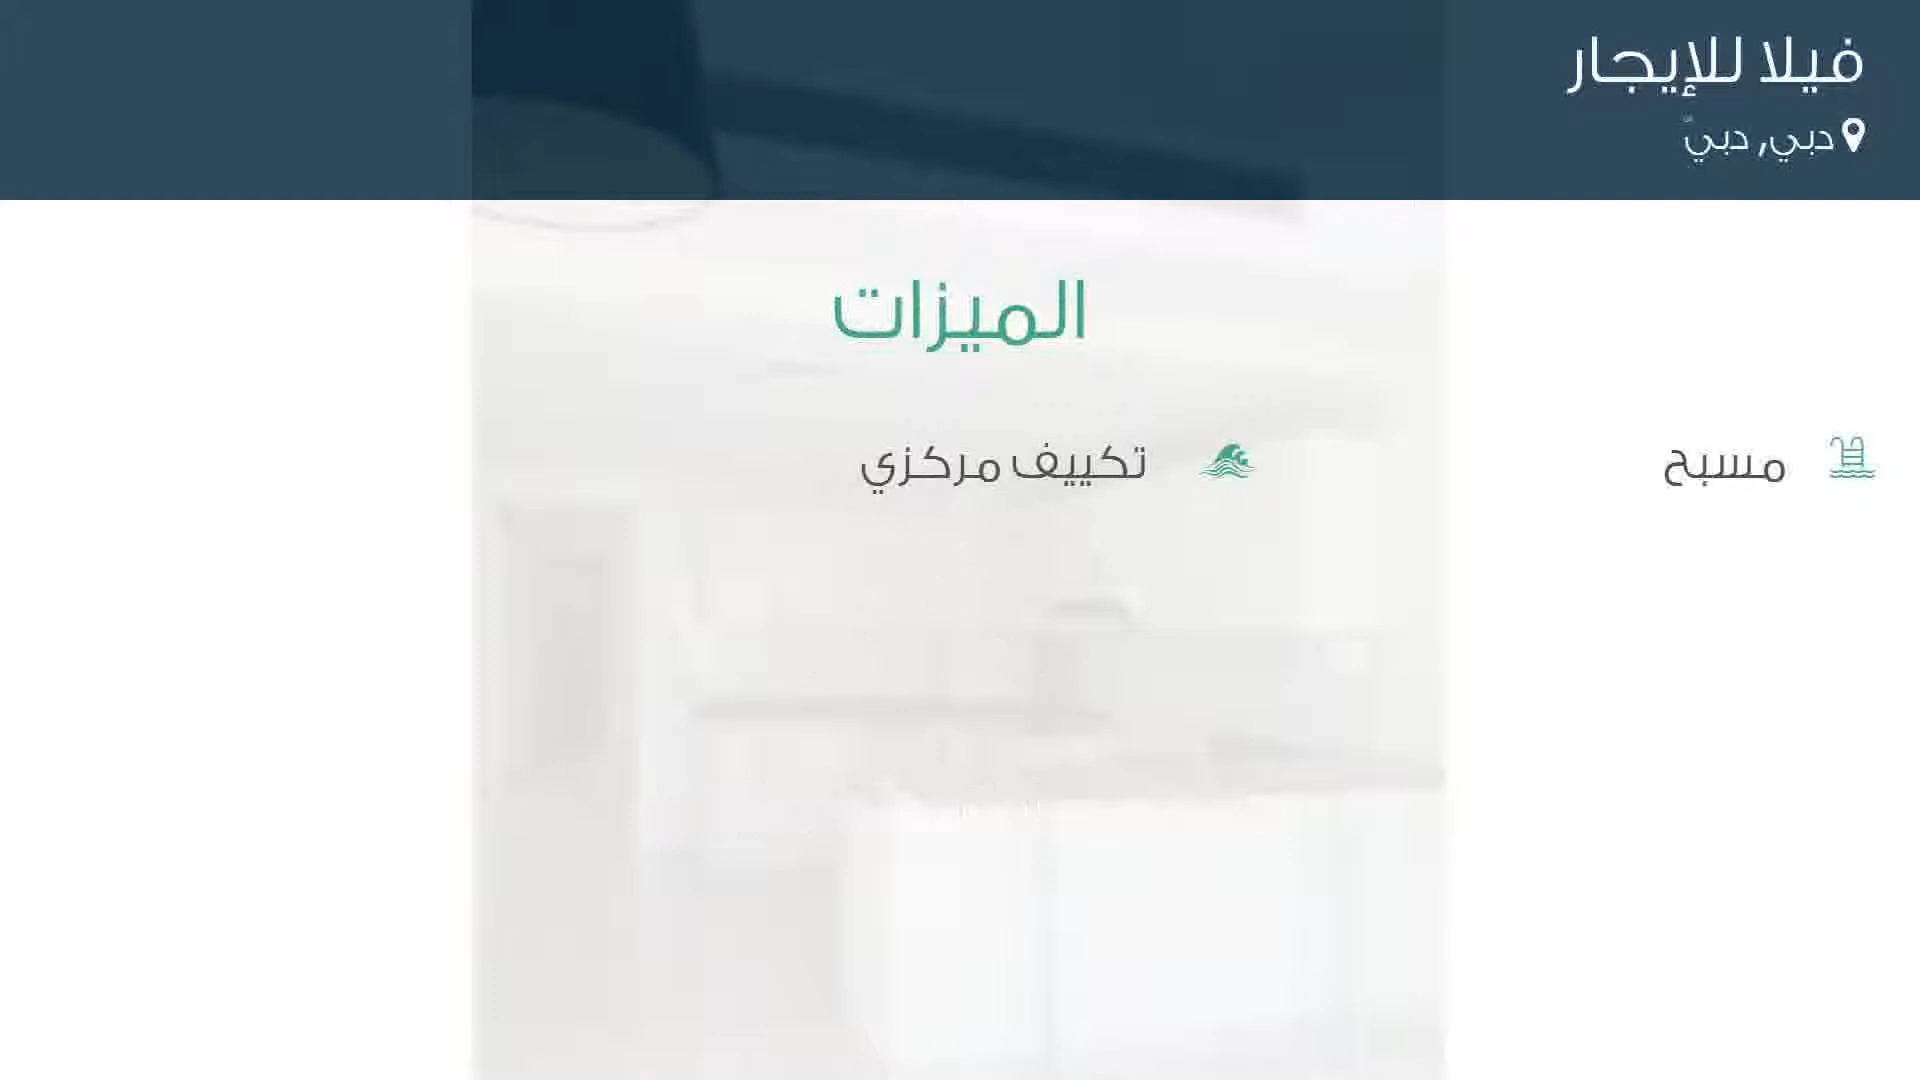 فيلا للإيجار
دبي, دبيّ
الميزات
مسبح
تكييف مركزي